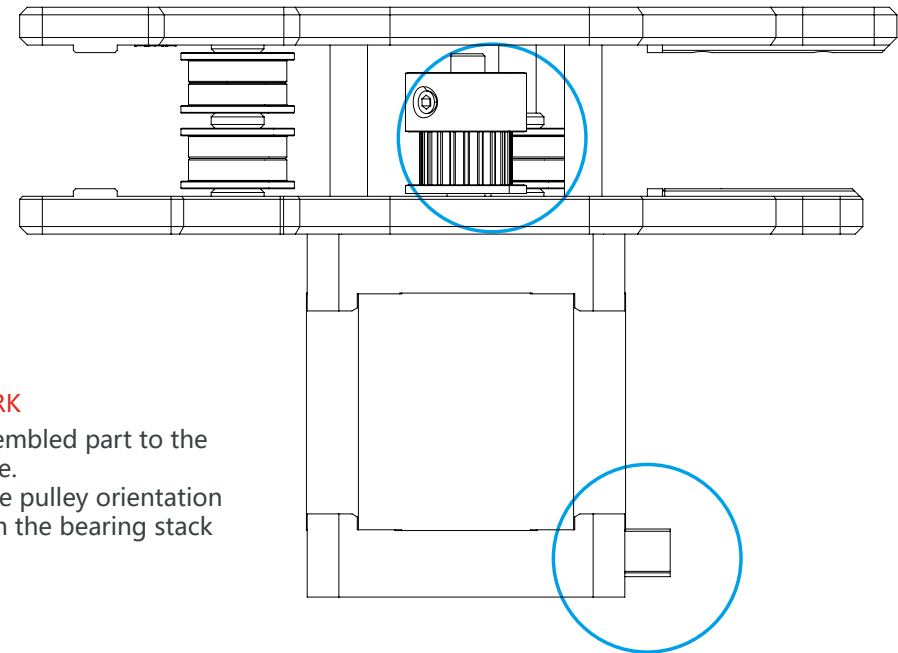 RK
embled part to the
e.
e pulley orientation
n the bearing stack